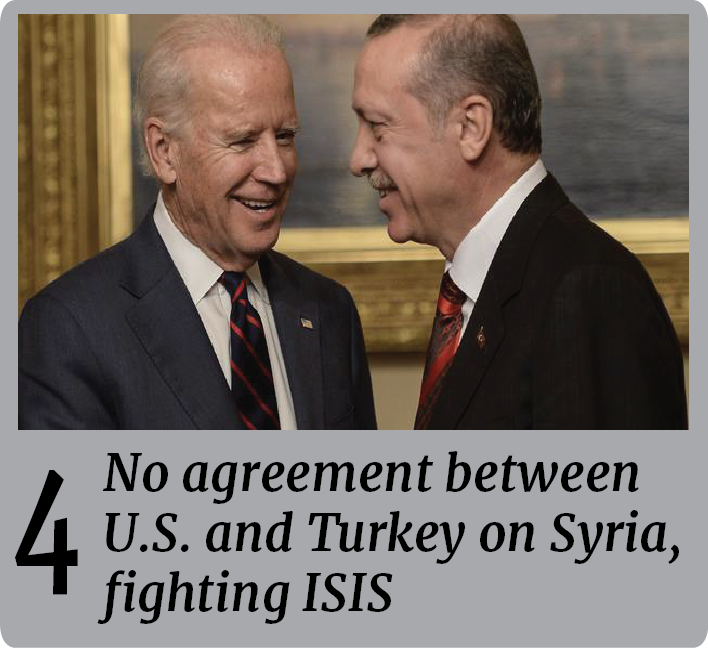 4
No agreement between
U.S. and Turkey on Syria,
fighting ISIS